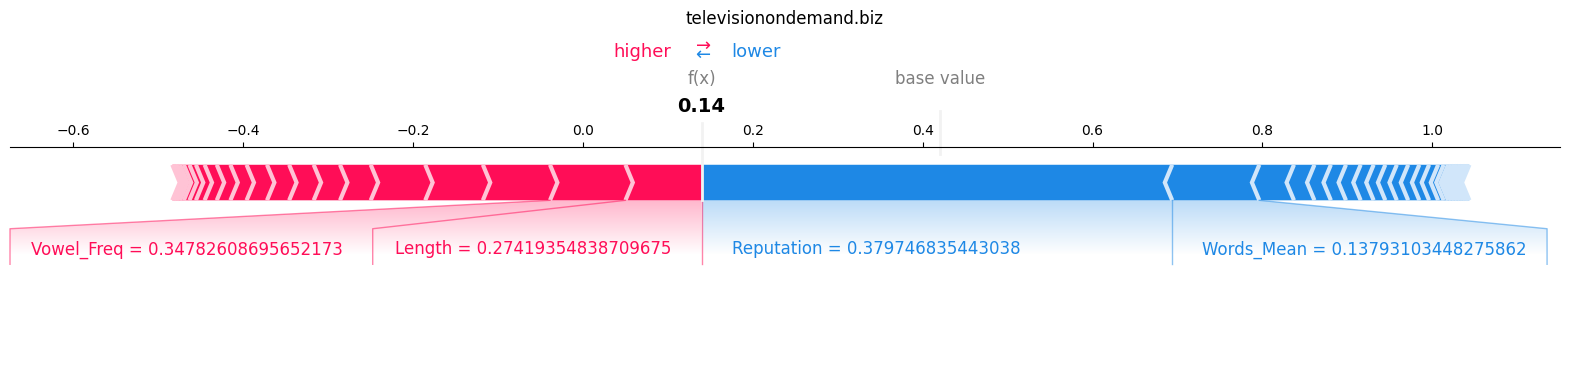 televisionondemand.biz
higher ⇄ lower
f(x) base value
0.14
−0.6 −0.4 −0.2 0.0 0.2 0.4 0.6 0.8 1.0
Vowel_Freq = 0.34782608695652173 Length = 0.27419354838709675 Reputation = 0.379746835443038 Words_Mean = 0.13793103448275862